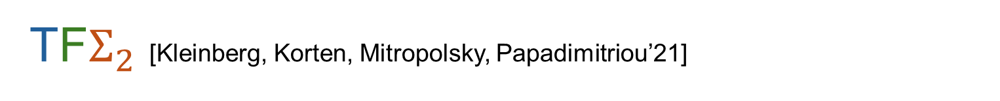 TFΣ₂ [Kleinberg, Korten, Mitropolsky, Papadimitriou’21]